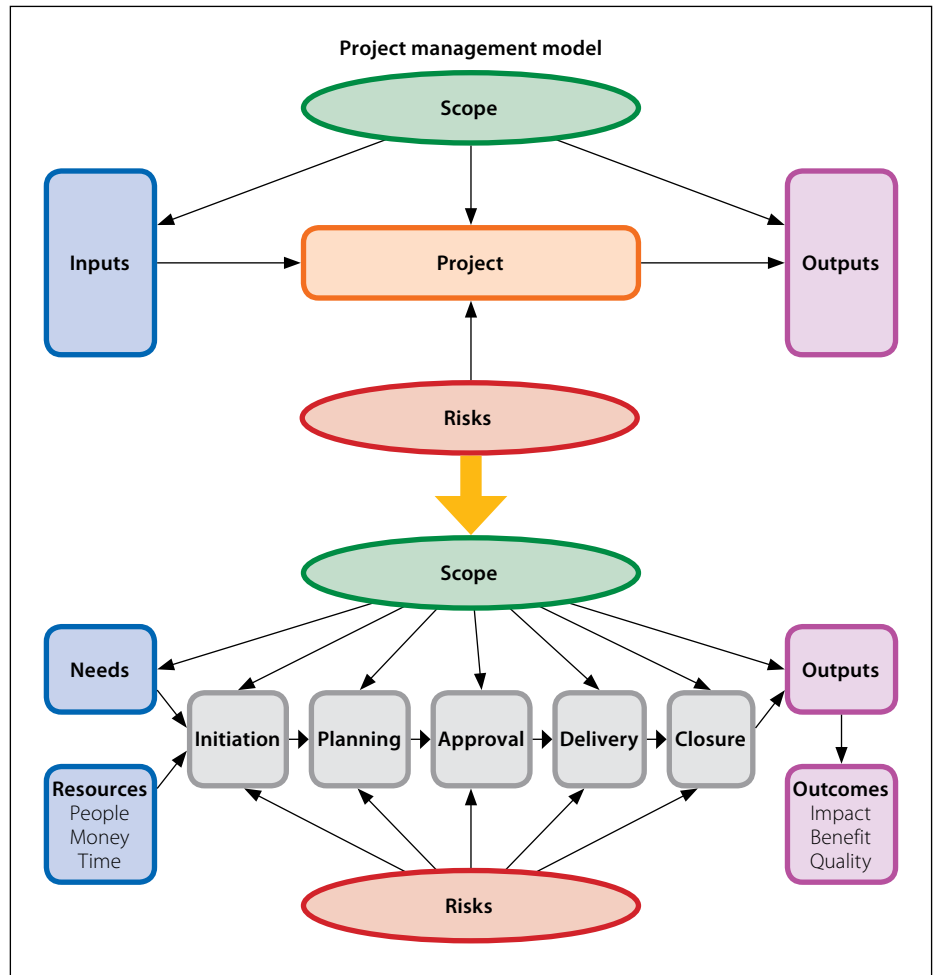 Project management model
Scope
Inputs
Project
Outputs
Risks
Scope
Needs
Outputs
Initiation
Planning
Approval
Delivery
Closure
Resources
People
Money
Time
Outcomes
Impact
Benefit
Quality
Risks